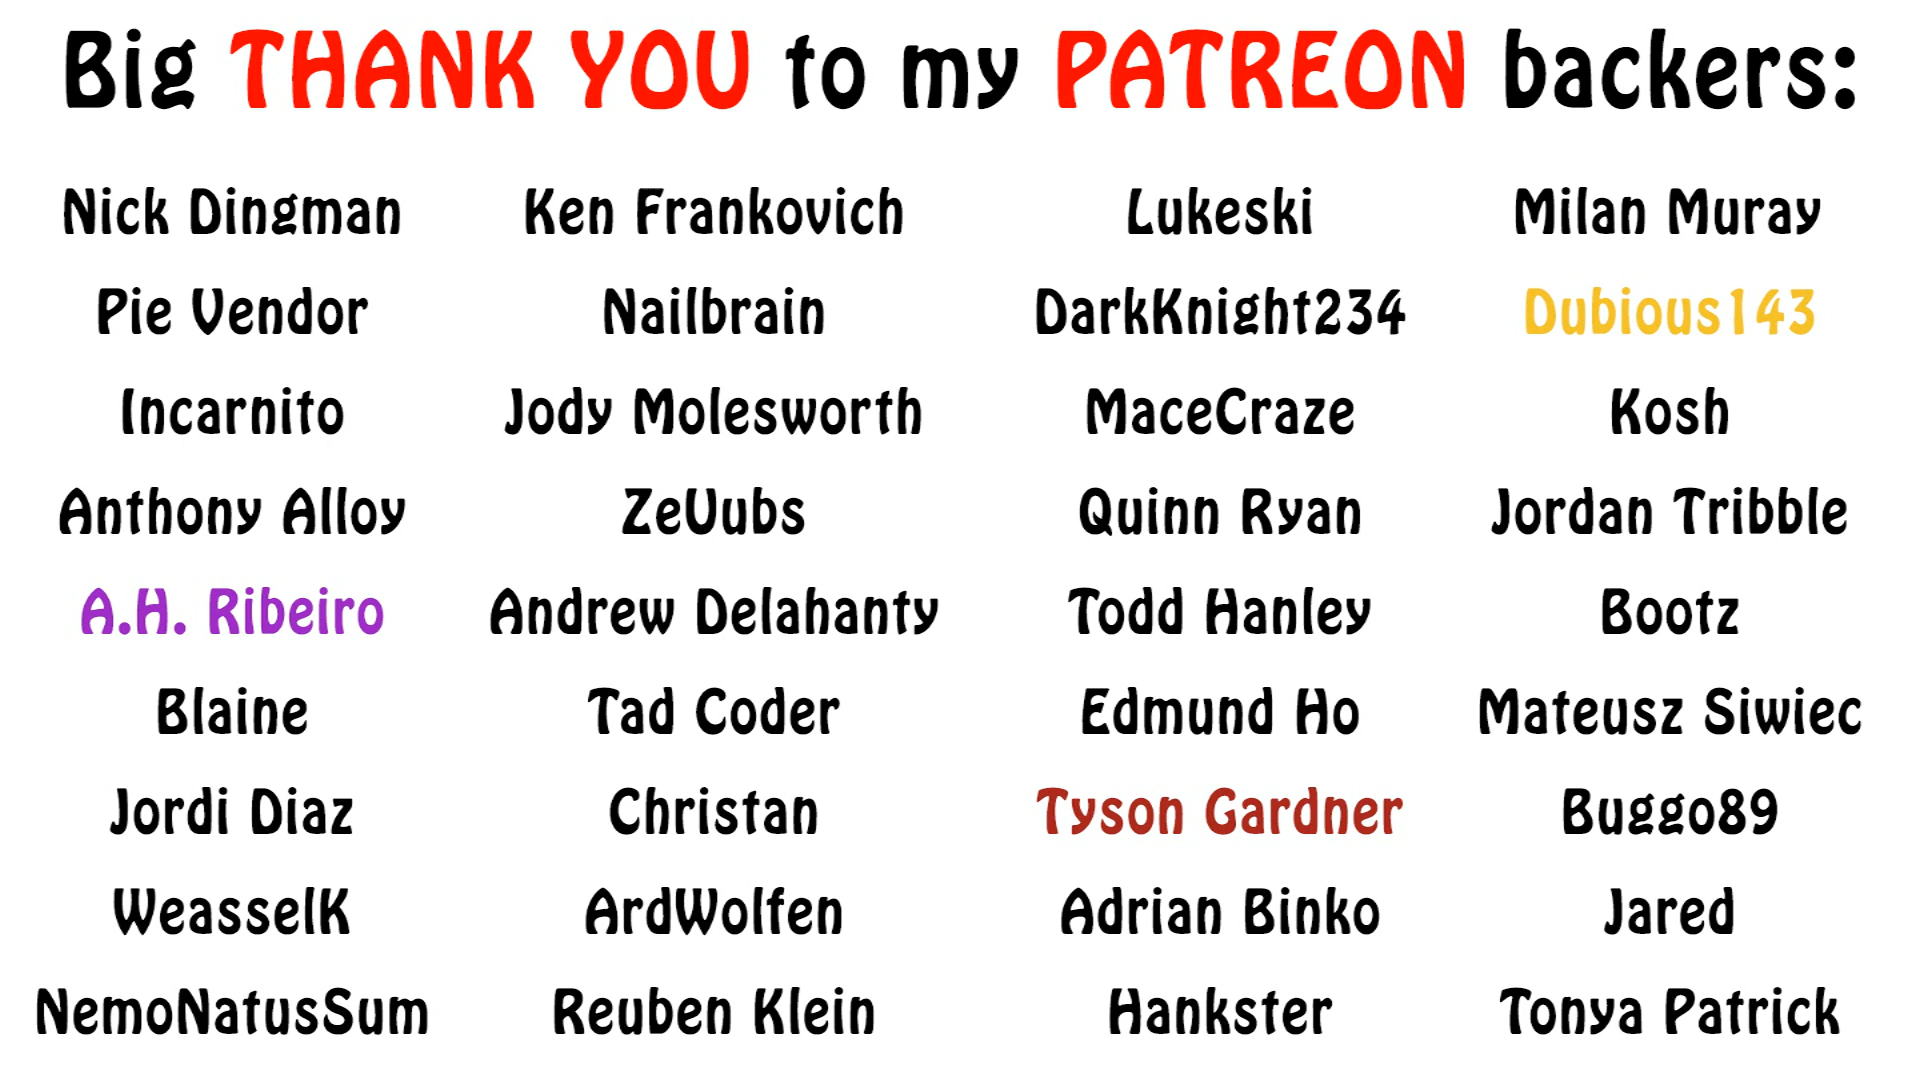 Big THANK YOU to my PATREON backers:
Nick Dingman Ken Frankovich Lukeski Milan Muray
Pie Vendor Nailbrain DarkKnight234 Dubious143
Incarnito Jody Molesworth MaceCraze Kosh
Anthony Alloy ZeUubs Quinn Ryan Jordan Tribble
A.H. Ribeiro Andrew Delahanty Todd Hanley Bootz
Blaine Tad Coder Edmund Ho Mateusz Siwiec
Jordi Diaz Christan Tyson Gardner Buggo89
WeasselK ArdWolfen Adrian Binko Jared
NemoNatusSum Reuben Klein Hankster Tonya Patrick